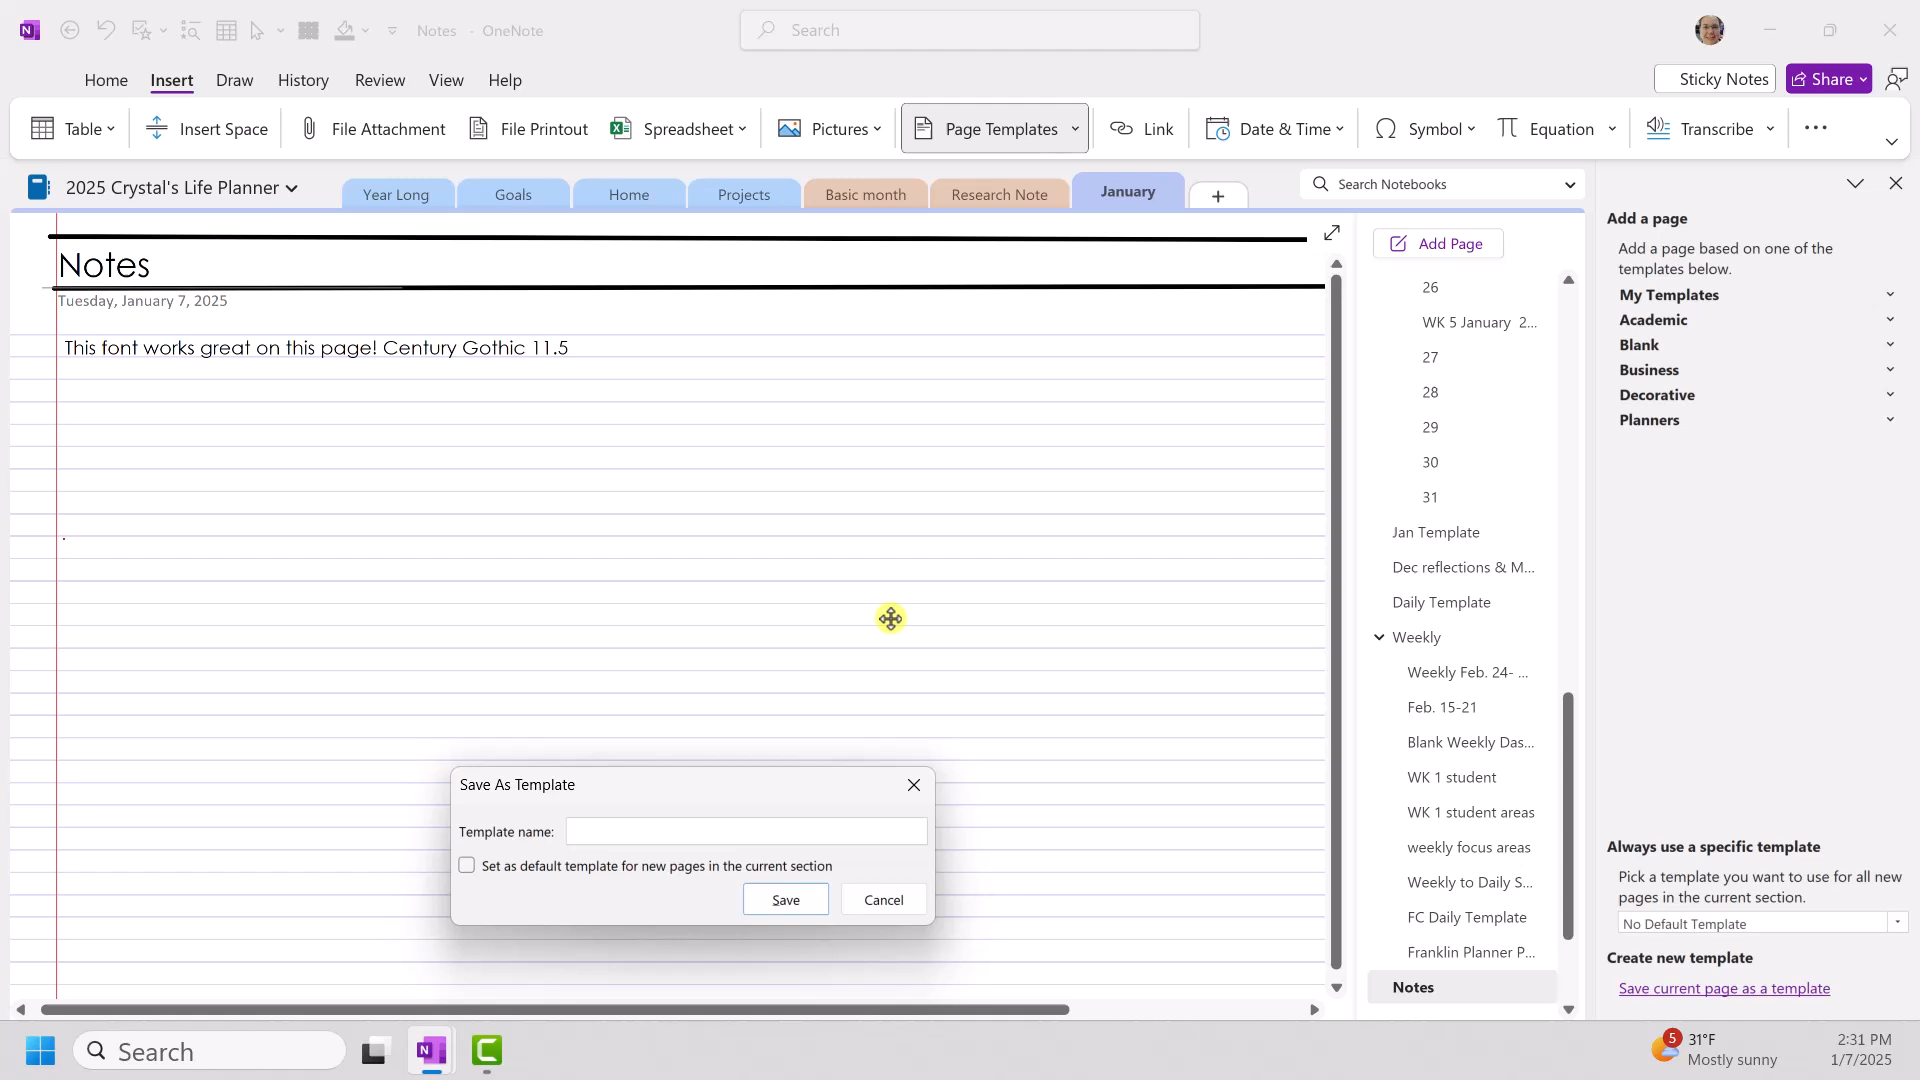 Notes - OneNote
Search
Home Insert Draw History Review View Help
Sticky Notes
Share
Table
Insert Space
File Attachment
File Printout
Spreadsheet
Pictures
Page Templates
Link
Date & Time
Symbol
Equation
Transcribe
2025 Crystal's Life Planner
Year Long
Goals
Home
Projects
Basic month
Research Note
January
Search Notebooks
Notes
Tuesday, January 7, 2025
This font works great on this page! Century Gothic 11.5
Add Page
26
WK 5 January 2...
27
28
29
30
31
Jan Template
Dec reflections & M...
Daily Template
Weekly
Weekly Feb. 24- ...
Feb. 15-21
Blank Weekly Das...
WK 1 student
WK 1 student areas
weekly focus areas
Weekly to Daily S...
FC Daily Template
Franklin Planner P...
Notes
Add a page
Add a page based on one of the
templates below.
My Templates
Academic
Blank
Business
Decorative
Planners
Always use a specific template
Pick a template you want to use for all new
pages in the current section.
No Default Template
Create new template
Save current page as a template
Save As Template
Template name:
Set as default template for new pages in the current section
Save
Cancel
Search
5
31°F
Mostly sunny
2:31 PM
1/7/2025